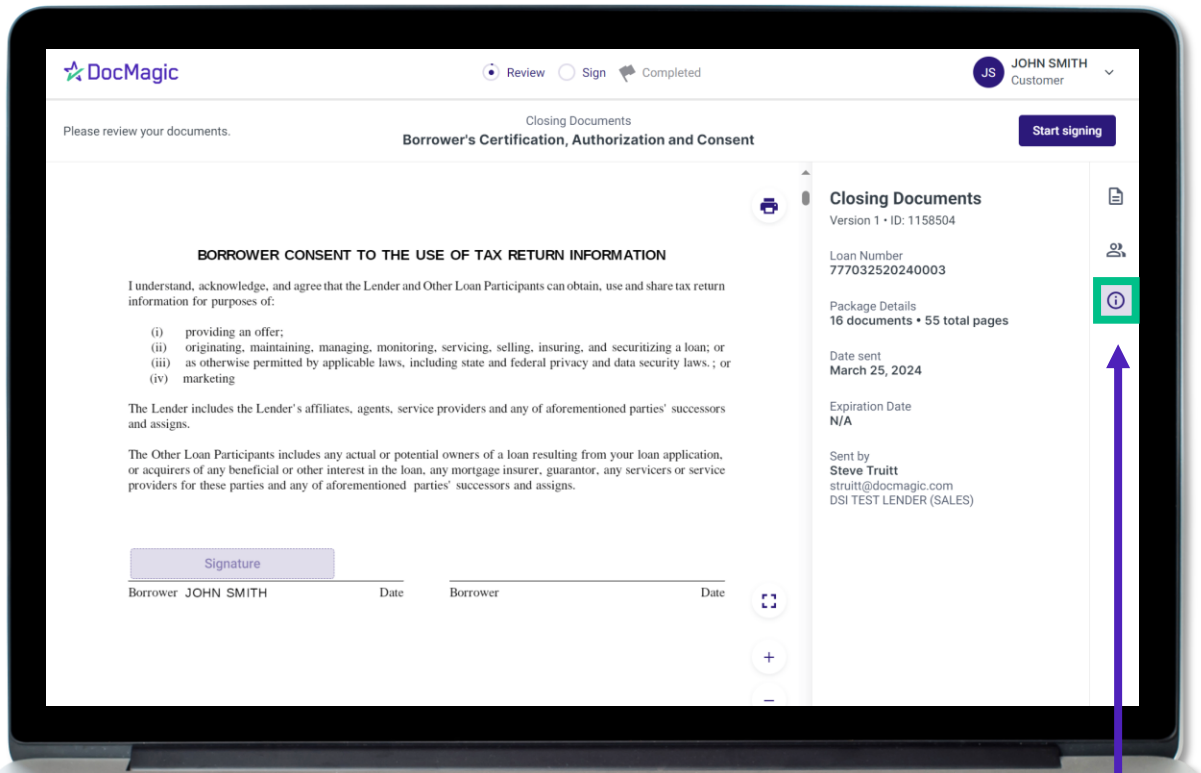 DocMagic
Review Sign Completed
JS
JOHN SMITH
Customer
Please review your documents.
Closing Documents
Borrower's Certification, Authorization and Consent
Start signing
BORROWER CONSENT TO THE USE OF TAX RETURN INFORMATION
I understand, acknowledge, and agree that the Lender and Other Loan Participants can obtain, use and share tax return
information for purposes of:
(i) providing an offer;
(ii) originating, maintaining, managing, monitoring, servicing, selling, insuring, and securitizing a loan; or
(iii) as otherwise permitted by applicable laws, including state and federal privacy and data security laws. ; or
(iv) marketing
The Lender includes the Lender's affiliates, agents, service providers and any of aforementioned parties' successors
and assigns.
The Other Loan Participants includes any actual or potential owners of a loan resulting from your loan application,
or acquirers of any beneficial or other interest in the loan, any mortgage insurer, guarantor, any servicers or service
providers for these parties and any of aforementioned parties' successors and assigns.
Signature
Borrower JOHN SMITH Date Borrower Date
Closing Documents
Version 1 • ID: 1158504
Loan Number
777032520240003
Package Details
16 documents • 55 total pages
Date sent
March 25, 2024
Expiration Date
N/A
Sent by
Steve Truitt
struitt@docmagic.com
DSI TEST LENDER (SALES)